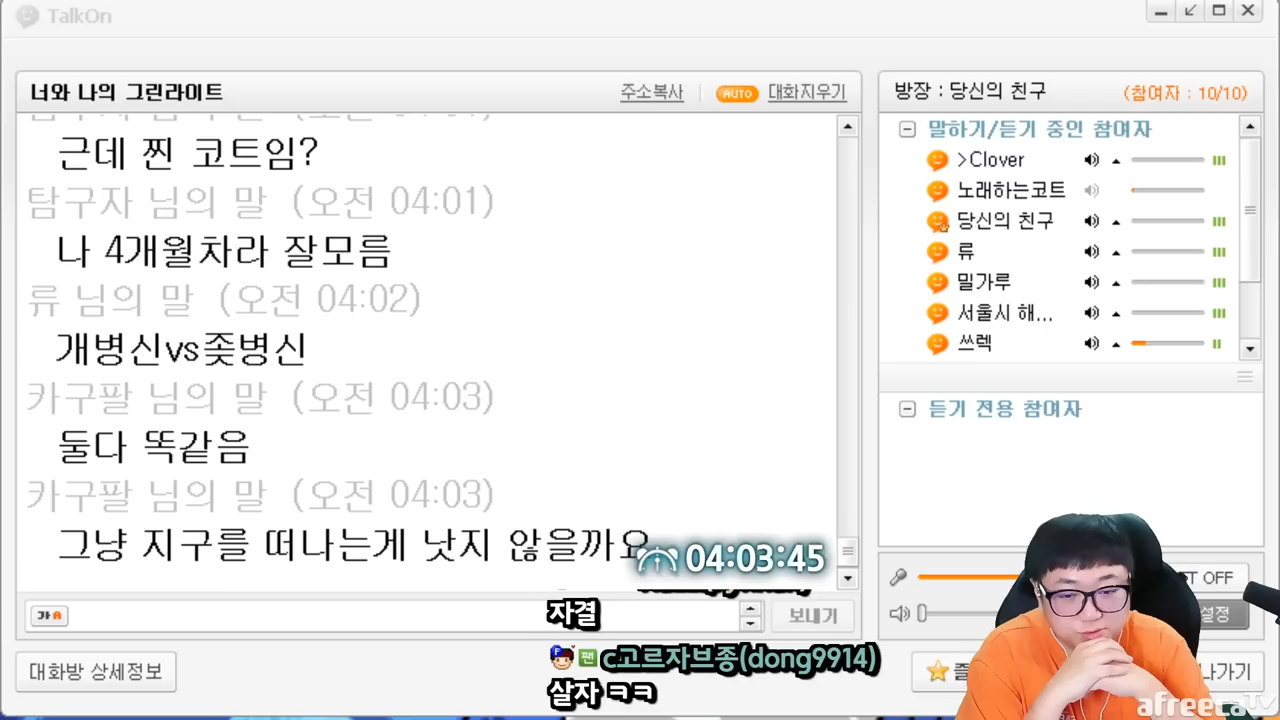 TalkOn
너와 나의 그린라이트
주소복사
AUTO
대화지우기
근데 찐 코트임?
탐구자 님의 말 (오전 04:01)
나 4개월차라 잘모름
류 님의 말 (오전 04:02)
개병신vs좆병신
카구팔 님의 말 (오전 04:03)
둘다 똑같음
카구팔 님의 말 (오전 04:03)
그냥 지구를 떠나는게 낫지 않을까요
04:03:45
가A
보내기
대화방 상세정보
자결
F 팬 c고르자브종(dong9914)
살자 ㅋㅋ
방장 : 당신의 친구
(참여자 : 10/10)
말하기/듣기 중인 참여자
>Clover
노래하는코트
당신의 친구
류
밀가루
서울시 해...
쓰렉
듣기 전용 참여자
OFF
설정
나가기
afreecaTV